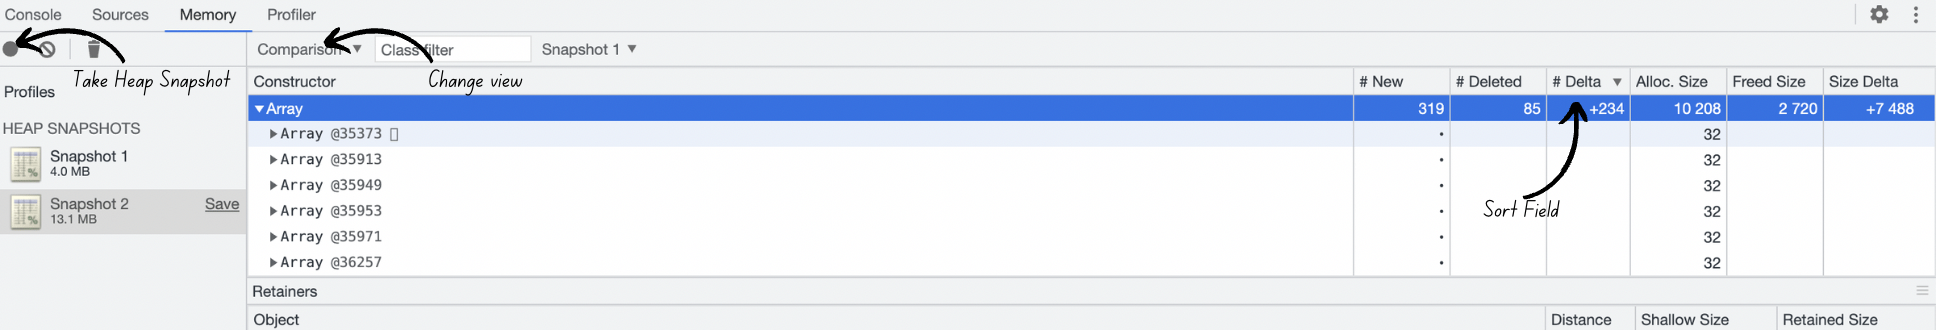 Console Sources Memory Profiler
Comparison ▼ Class filter Snapshot 1 ▼
Take Heap Snapshot
Change view
Profiles
HEAP SNAPSHOTS
Snapshot 1
4.0 MB
Snapshot 2 Save
13.1 MB
Constructor # New # Deleted # Delta ▼ Alloc. Size Freed Size Size Delta
▼Array 319 85 +234 10 208 2 720 +7 488
▶Array @35373 [] • 32
▶Array @35913 • 32
▶Array @35949 • 32
▶Array @35953 • 32
▶Array @35971 • 32
▶Array @36257 • 32
Sort Field
Retainers
Object Distance Shallow Size Retained Size